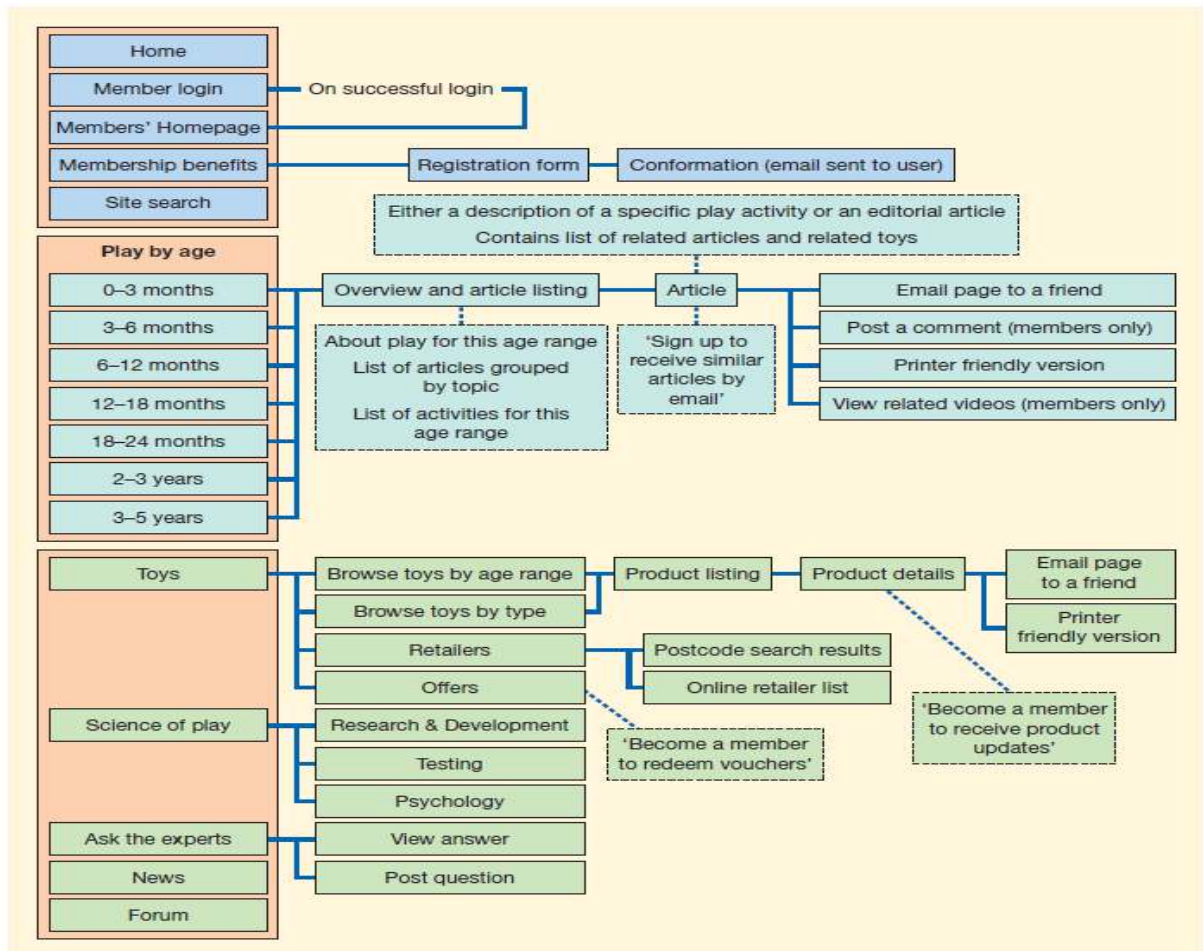 Home
Member login
On successful login
Members' Homepage
Membership benefits
Registration form
Conformation (email sent to user)
Site search
Either a description of a specific play activity or an editorial article
Contains list of related articles and related toys
Play by age
0–3 months
Overview and article listing
Article
Email page to a friend
3–6 months
Post a comment (members only)
6–12 months
Printer friendly version
12–18 months
View related videos (members only)
18–24 months
2–3 years
3–5 years
About play for this age range
List of articles grouped
by topic
List of activities for this
age range
‘Sign up to
receive similar
articles by
email’
Toys
Browse toys by age range
Product listing
Product details
Email page
to a friend
Browse toys by type
Printer
friendly version
Retailers
Postcode search results
Offers
Online retailer list
Science of play
Research & Development
‘Become a member
to redeem vouchers’
‘Become a member
to receive product
updates’
Testing
Psychology
Ask the experts
View answer
News
Post question
Forum